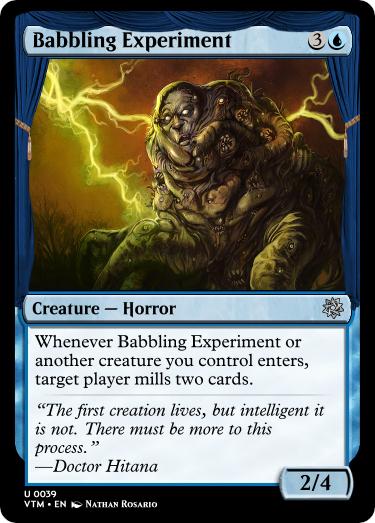 Babbling Experiment 3
Creature — Horror
Whenever Babbling Experiment or
another creature you control enters,
target player mills two cards.
“The first creation lives, but intelligent it
is not. There must be more to this
process.”
—Doctor Hitana
2/4
U 0039
VTM • EN Nathan Rosario